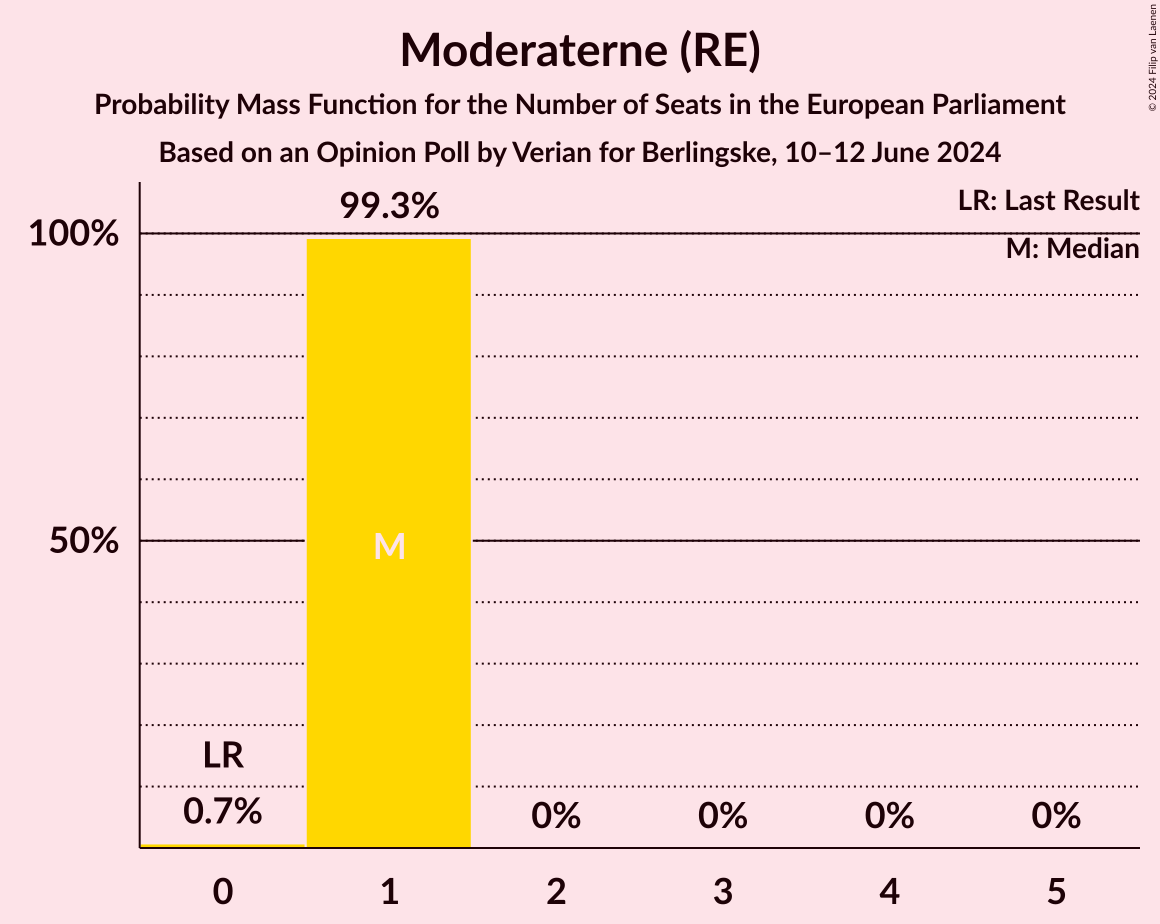 Moderaterne (RE)
Probability Mass Function for the Number of Seats in the European Parliament
Based on an Opinion Poll by Verian for Berlingske, 10–12 June 2024
© 2024 Filip van Laenen
LR: Last Result
M: Median
99.3%
100%
50%
M
LR
0.7%
0%
0%
0%
0%
0
1
2
3
4
5